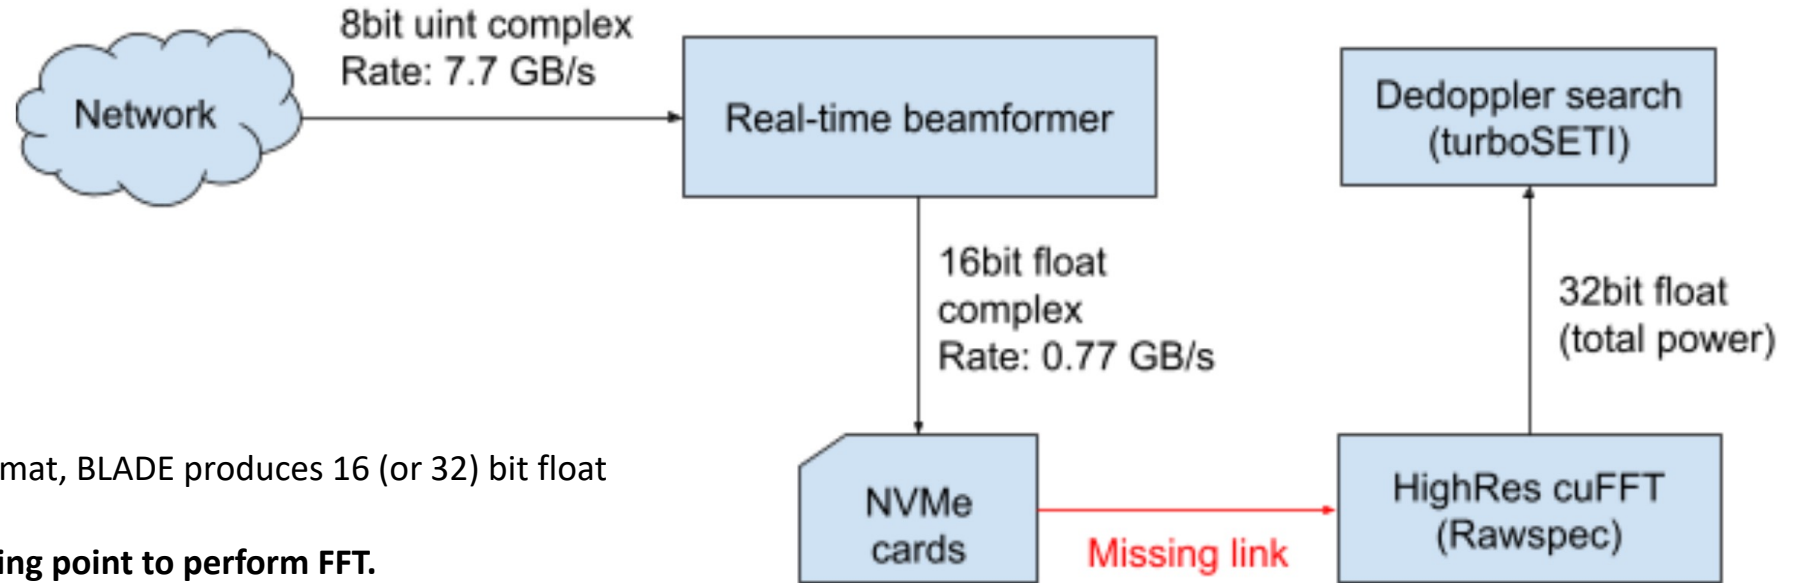 8bit uint complex
Rate: 7.7 GB/s
Network
Real-time beamformer
Dedoppler search
(turboSETI)
16bit float
complex
Rate: 0.77 GB/s
32bit float
(total power)
mat, BLADE produces 16 (or 32) bit float
NVMe
cards
Missing link
HighRes cuFFT
(Rawspec)
ing point to perform FFT.